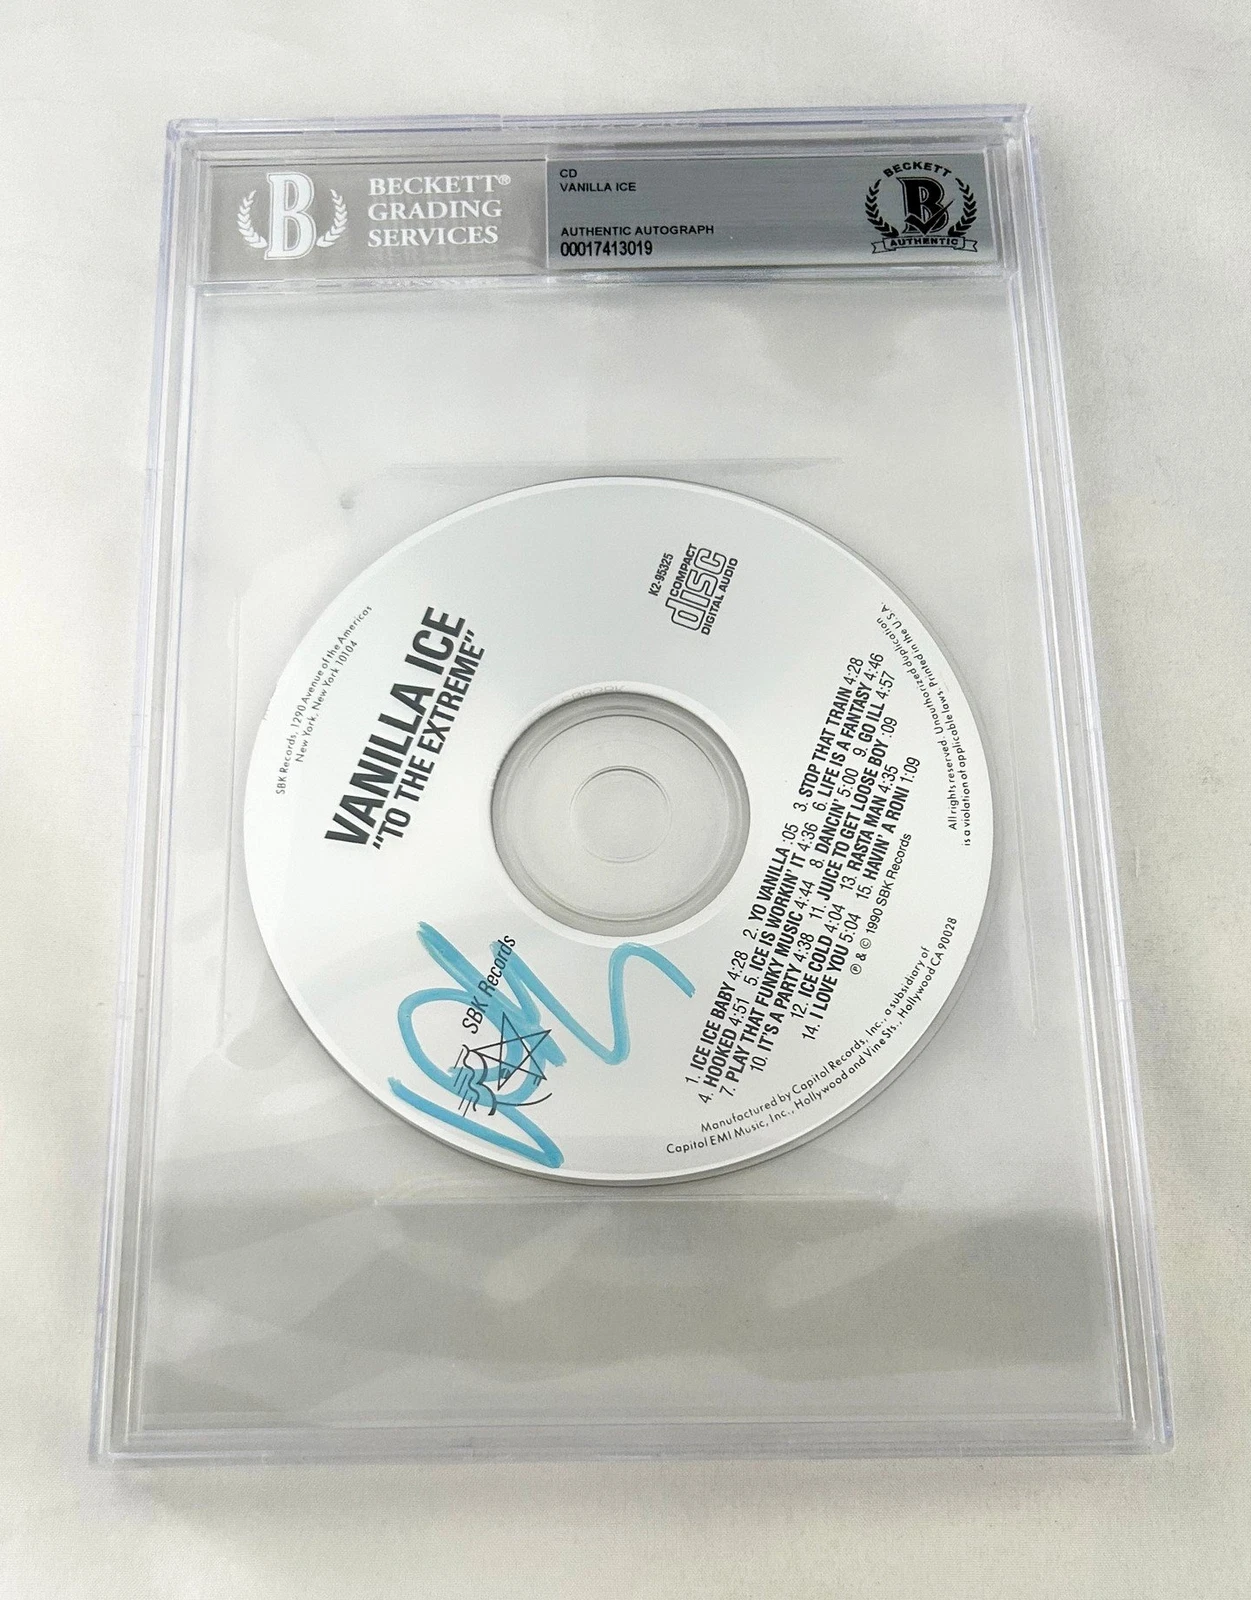 B
BECKETT®
GRADING
SERVICES
CD
VANILLA ICE
AUTHENTIC AUTOGRAPH
00017413019
BECKETT
B
AUTHENTIC
SBK Records, 1290 Avenue of the Americas
New York, New York 10104
VANILLA ICE
"TO THE EXTREME"
K2-95325
COMPACT
disc
DIGITAL AUDIO
SBK Records
1. ICE ICE BABY 4:28 2. YO VANILLA :05 3. STOP THAT TRAIN 4:28
4. HOOKED 4:51 5. ICE IS WORKIN' IT 4:36 6. LIFE IS A FANTASY 4:46
7. PLAY THAT FUNKY MUSIC 4:44 8. DANCIN' 5:00 9. GO ILL 4:57
10. IT'S A PARTY 4:38 11. JUICE TO GET LOOSE BOY :09
12. ICE COLD 4:04 13. RASTA MAN 4:35
14. I LOVE YOU 5:04 15. HAVIN' A RONI 1:09
℗ & © 1990 SBK Records
Manufactured by Capitol Records, Inc., a subsidiary of
Capitol EMI Music, Inc., Hollywood and Vine Sts., Hollywood CA 90028
All rights reserved. Unauthorized duplication
is a violation of applicable laws. Printed in the U.S.A.